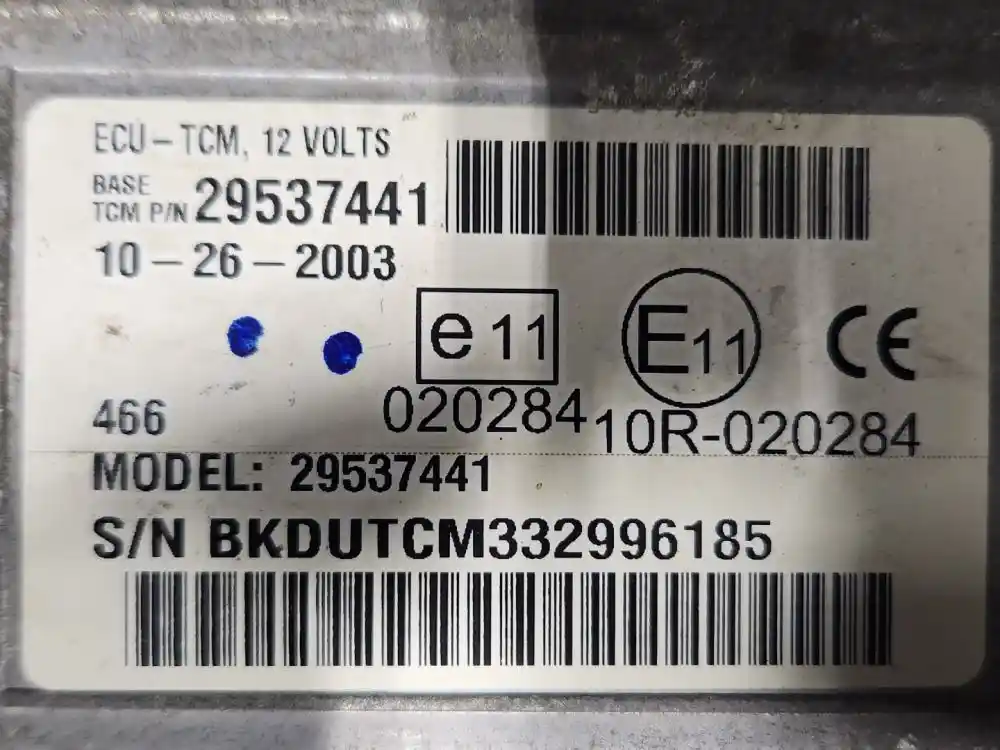 ECU-TCM, 12 VOLTS
BASE
TCM P/N 29537441
10-26-2003
e 11
E11
CE
020284
10R-020284
466
MODEL: 29537441
S/N BKDUTCM332996185